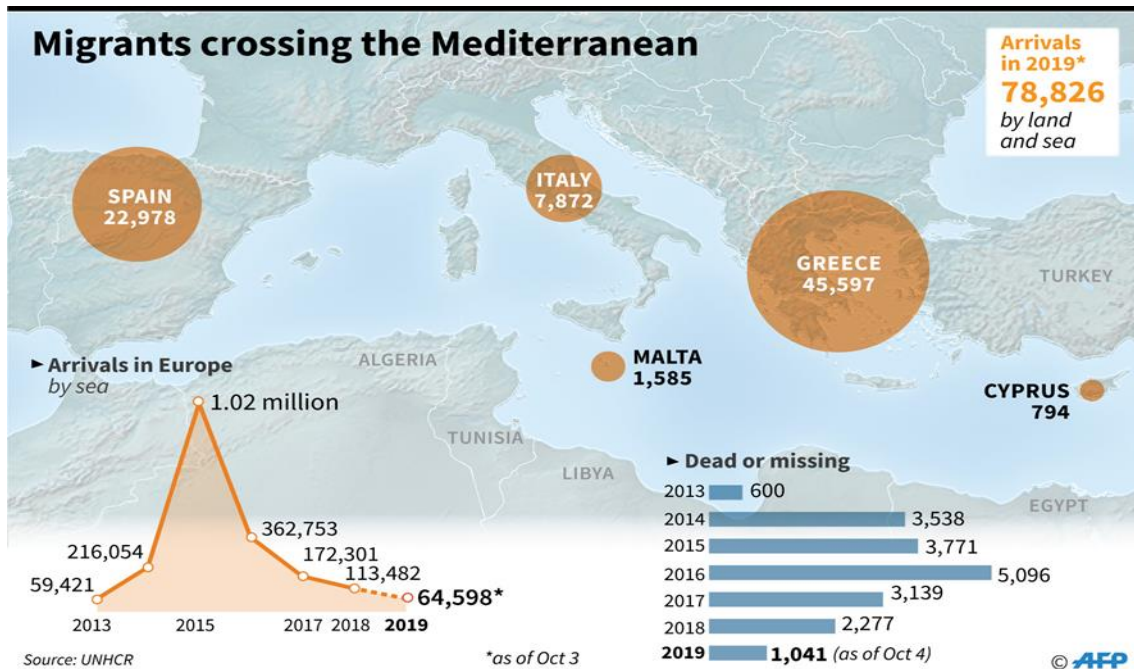 Migrants crossing the Mediterranean
Arrivals
in 2019*
78,826
by land
and sea
SPAIN
22,978
ITALY
7,872
GREECE
45,597
TURKEY
MALTA
1,585
CYPRUS
794
ALGERIA
TUNISIA
LIBYA
EGYPT
► Arrivals in Europe
by sea
1.02 million
362,753
216,054
172,301
113,482
59,421
64,598*
2013 2015 2017 2018 2019
► Dead or missing
2013 600
2014 3,538
2015 3,771
2016 5,096
2017 3,139
2018 2,277
2019 1,041 (as of Oct 4)
Source: UNHCR
*as of Oct 3
© AFP